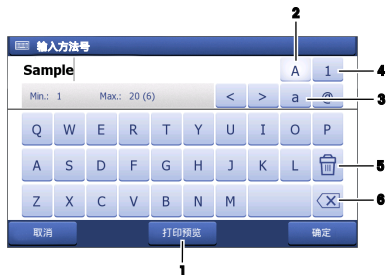 2
输入方法号
Sample A 1 4
Min.: 1 Max.: 20 (6) < > a @ 3
Q W E R T Y U I O P
A S D F G H J K L 5
Z X C V B N M 6
取消 打印预览 确定
1